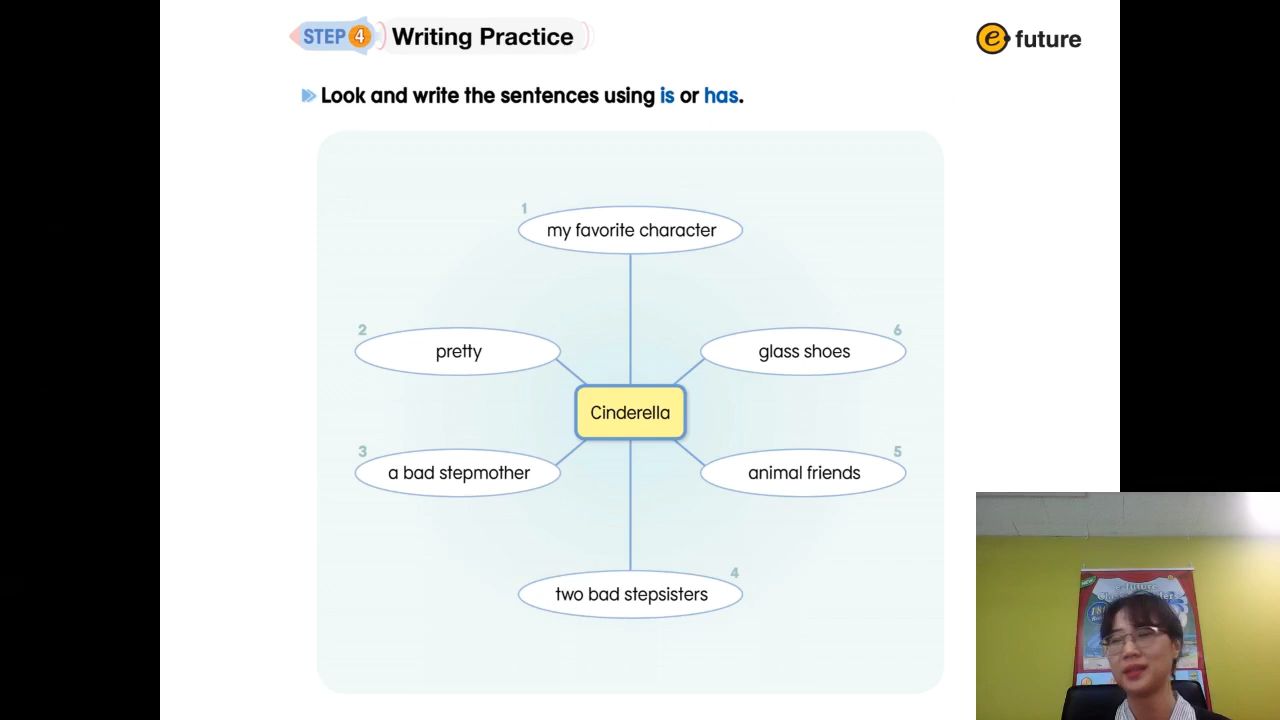 STEP 4 Writing Practice
e future
Look and write the sentences using is or has.
1
my favorite character
2
pretty
6
glass shoes
Cinderella
3
a bad stepmother
5
animal friends
4
two bad stepsisters